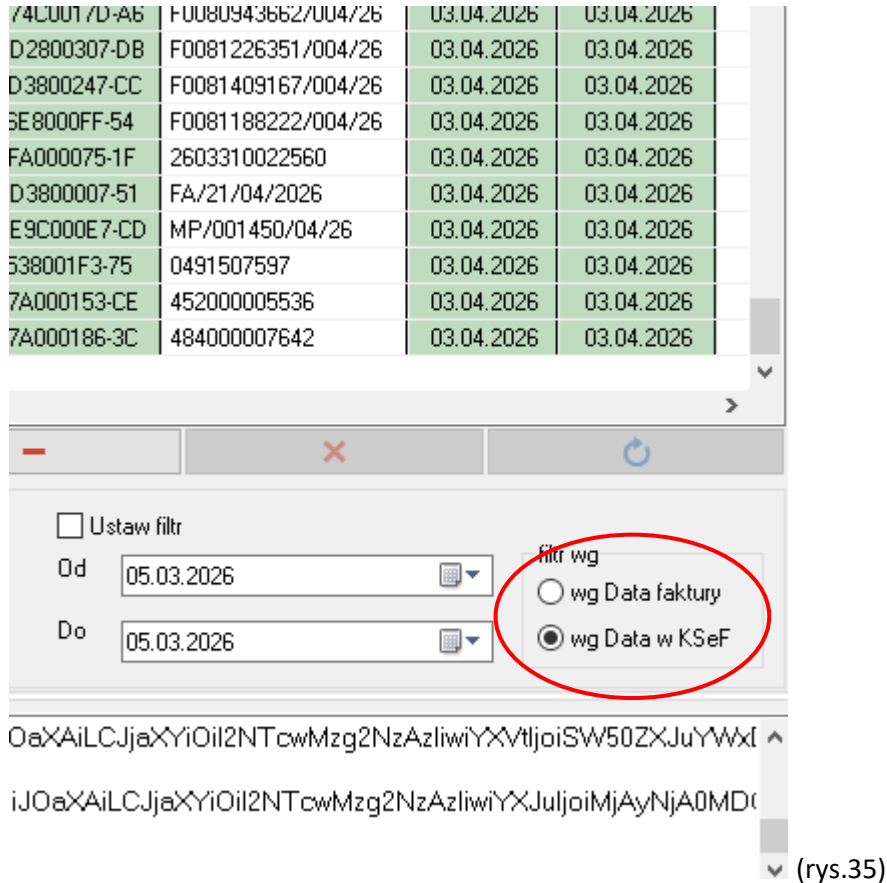 74C0017D-A6 F0080943662/004/26 03.04.2026 03.04.2026
D2800307-DB F0081226351/004/26 03.04.2026 03.04.2026
D3800247-CC F0081409167/004/26 03.04.2026 03.04.2026
6E8000FF-54 F0081188222/004/26 03.04.2026 03.04.2026
FA000075-1F 2603310022560 03.04.2026 03.04.2026
D3800007-51 FA/21/04/2026 03.04.2026 03.04.2026
E9C000E7-CD MP/001450/04/26 03.04.2026 03.04.2026
538001F3-75 0491507597 03.04.2026 03.04.2026
7A000153-CE 452000005536 03.04.2026 03.04.2026
7A000186-3C 484000007642 03.04.2026 03.04.2026
Ustaw filtr
Od 05.03.2026
Do 05.03.2026
filtr wg
wg Data faktury
wg Data w KSeF
OaXAiLCJjaXYiOiI2NTcwMzg2NzAzIiwiYXVtIjoiSW50ZXJuYWxE
iJOaXAiLCJjaXYiOiI2NTcwMzg2NzAzIiwiYXJuIjoiMjAyNjA0MD
(rys.35)